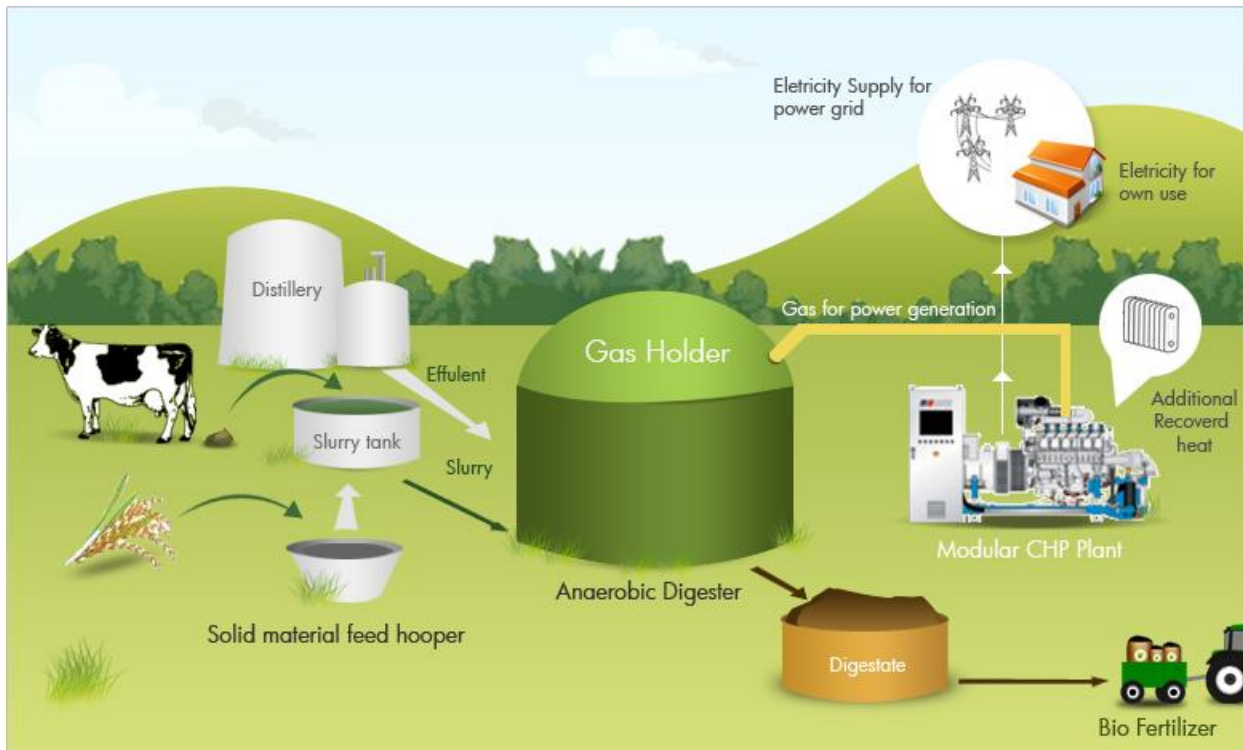 Eletricity Supply for
power grid
Eletricity for
own use
Distillery
Gas for power generation
Gas Holder
Effulent
Additional
Recoverd
heat
Slurry tank
Slurry
Modular CHP Plant
Anaerobic Digester
Solid material feed hooper
Digestate
Bio Fertilizer